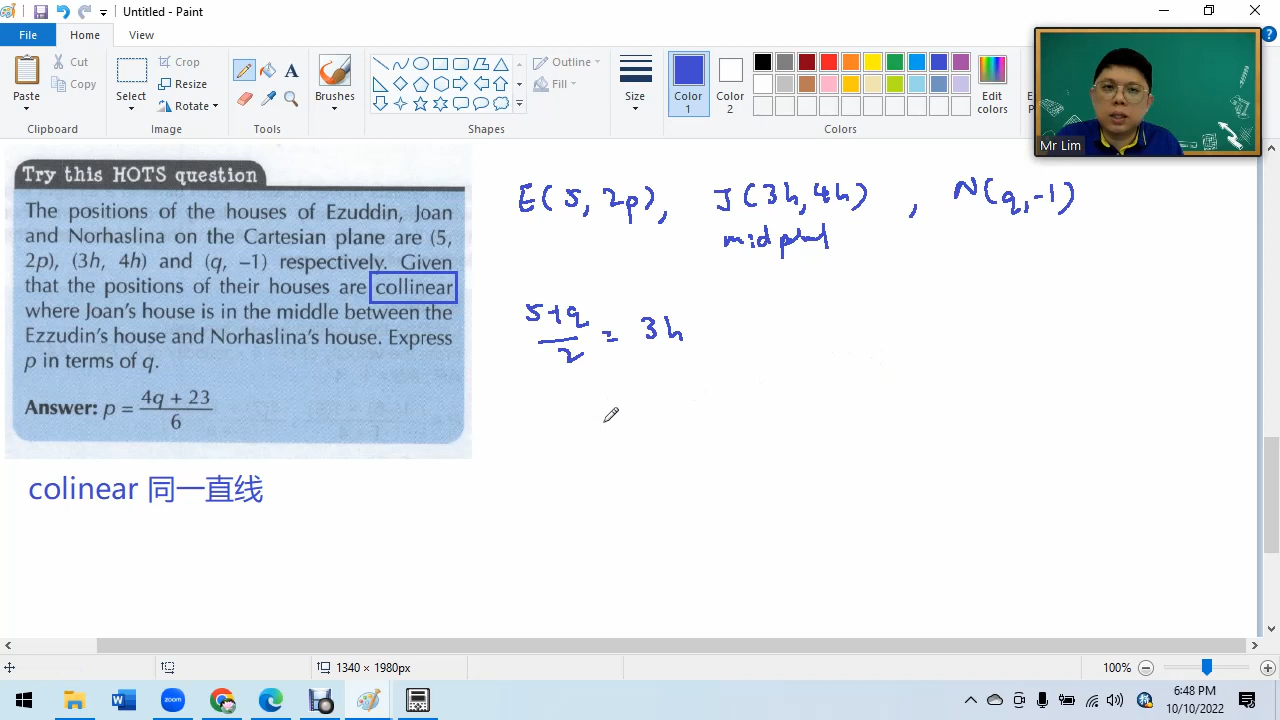 Untitled - Paint
File
Home
View
Paste
Cut
Copy
Clipboard
Select
Crop
Resize
Rotate
Image
Tools
Brushes
Outline
Fill
Shapes
Size
Color
1
Color
2
Edit
colors
Colors
Mr Lim
Try this HOTS question
The positions of the houses of Ezuddin, Joan
and Norhaslina on the Cartesian plane are (5,
2p), (3h, 4h) and (q, −1) respectively. Given
that the positions of their houses are collinear
where Joan's house is in the middle between the
Ezzudin's house and Norhaslina's house. Express
p in terms of q.
Answer: p = (4q + 23)/6
colinear 同一直线
E(5, 2p), J(3h, 4h), N(q, -1)
(5+q)/2 = 3h
1340 × 1980px
100%
zoom
6:48 PM
10/10/2022